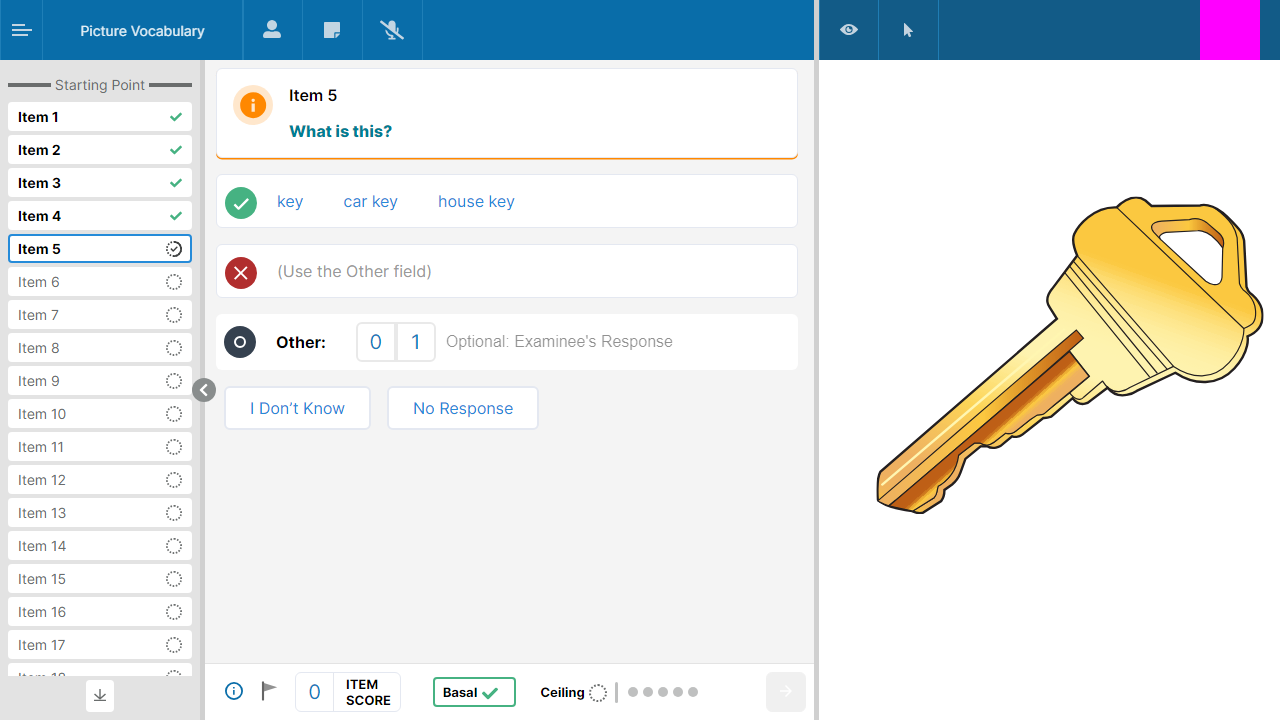 Picture Vocabulary
Starting Point
Item 1
Item 2
Item 3
Item 4
Item 5
Item 6
Item 7
Item 8
Item 9
Item 10
Item 11
Item 12
Item 13
Item 14
Item 15
Item 16
Item 17
Item 5
What is this?
key car key house key
(Use the Other field)
Other: 0 1 Optional: Examinee's Response
I Don’t Know No Response
0 ITEM SCORE
Basal
Ceiling